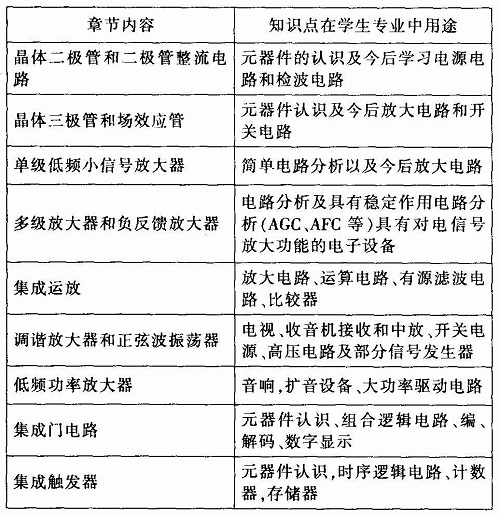 章节内容
知识点在学生专业中用途
晶体二极管和二极管整流电
路
元器件的认识及今后学习电源电
路和检波电路
晶体三极管和场效应管
元器件认识及今后放大电路和开
关电路
单级低频小信号放大器
简单电路分析以及今后放大电路
多级放大器和负反馈放大器
电路分析及具有稳定作用电路分
析(AGC、AFC 等)具有对电信号
放大功能的电子设备
集成运放
放大电路、运算电路、有源滤波电
路、比较器
调谐放大器和正弦波振荡器
电视、收音机接收和中放、开关电
源、高压电路及部分信号发生器
低频功率放大器
音响,扩音设备、大功率驱动电路
集成门电路
元器件认识、组合逻辑电路、编、
解码、数字显示
集成触发器
元器件认识,时序逻辑电路、计数
器,存储器